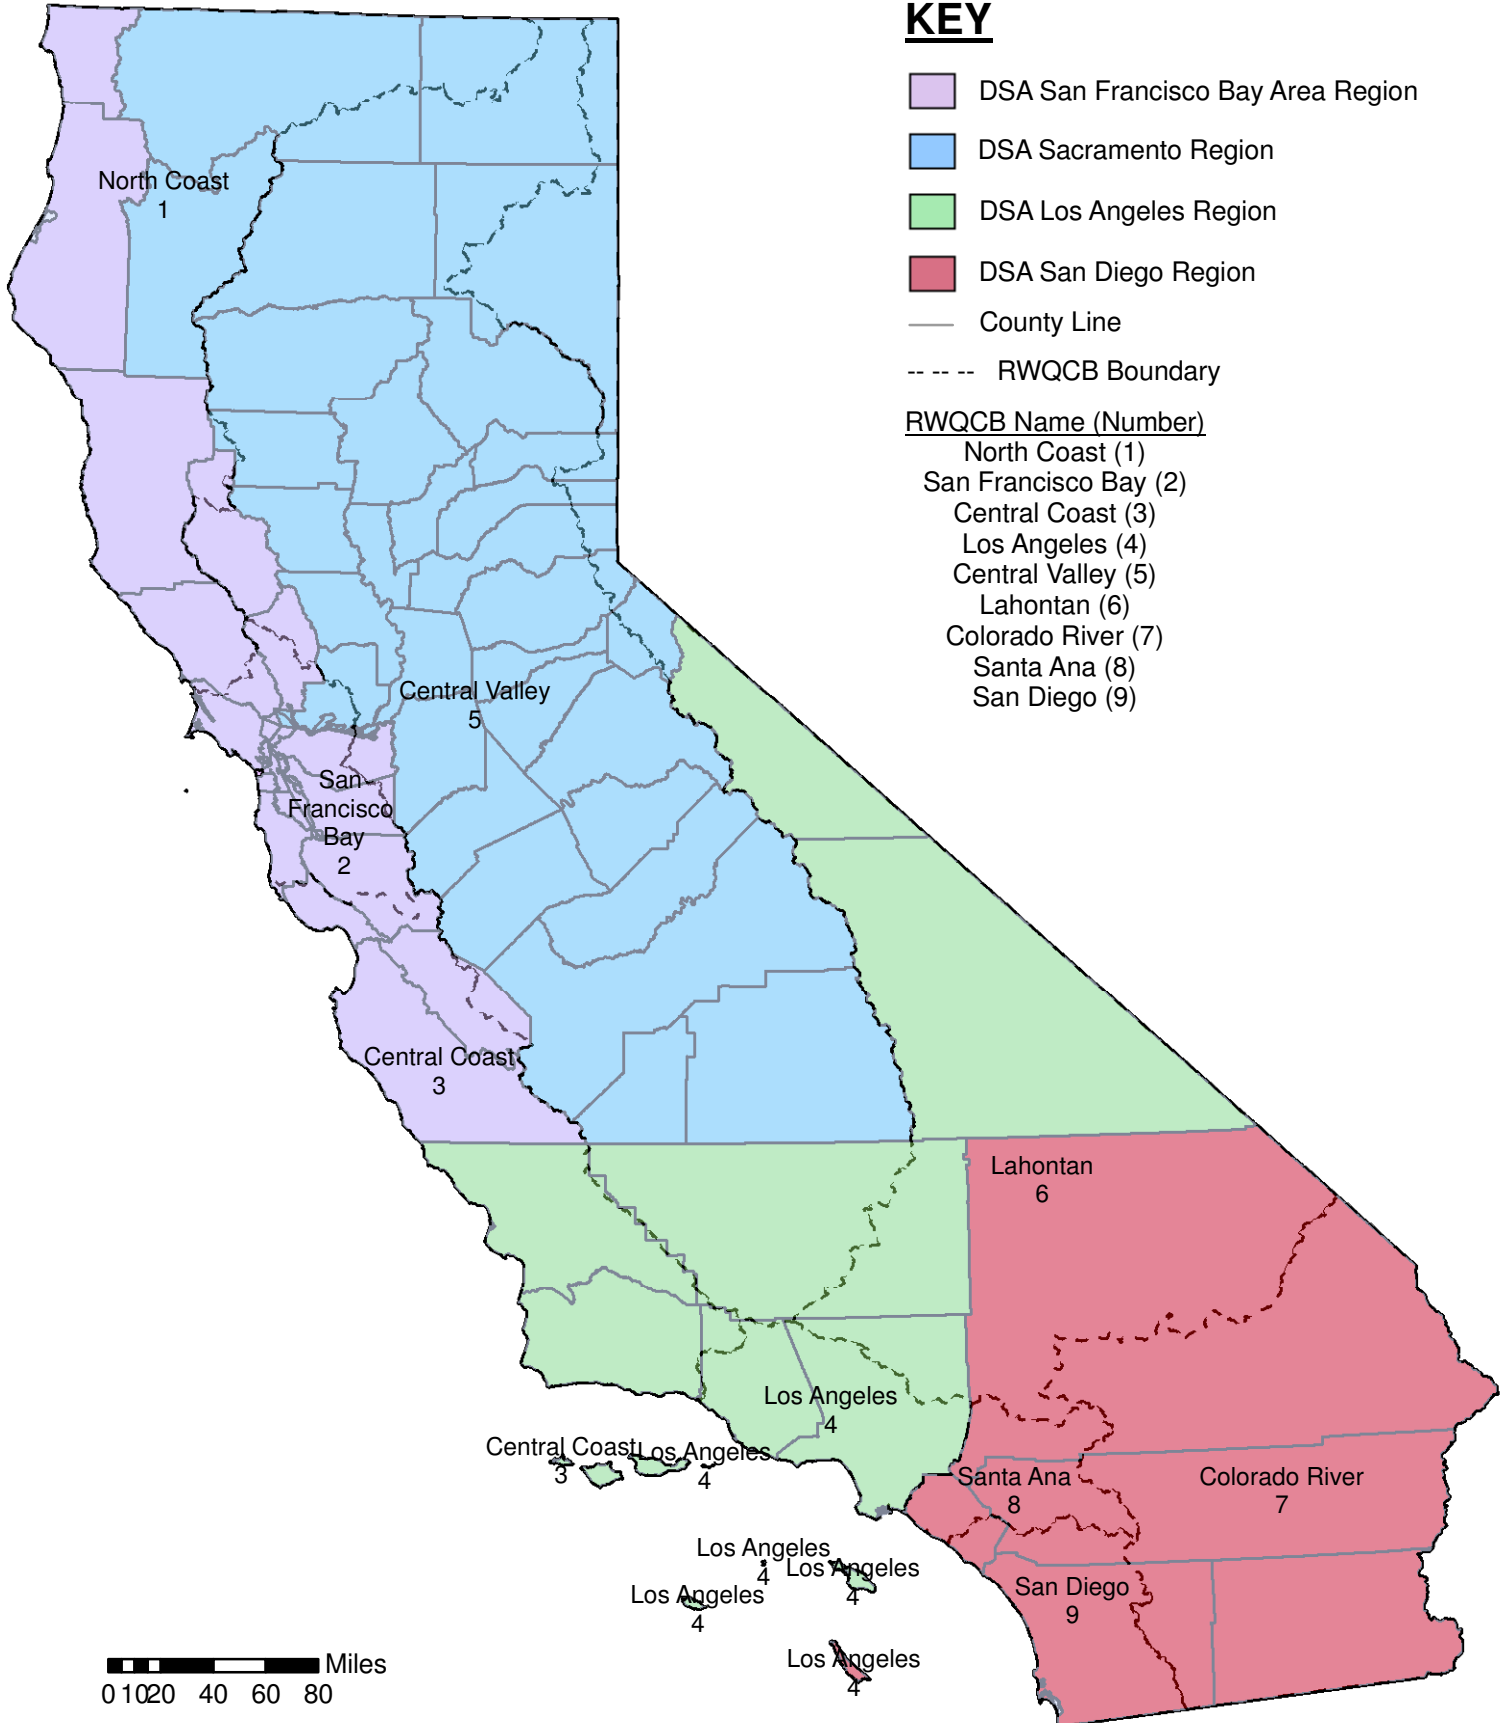 KEY
DSA San Francisco Bay Area Region
DSA Sacramento Region
DSA Los Angeles Region
DSA San Diego Region
County Line
RWQCB Boundary
RWQCB Name (Number)
North Coast (1)
San Francisco Bay (2)
Central Coast (3)
Los Angeles (4)
Central Valley (5)
Lahontan (6)
Colorado River (7)
Santa Ana (8)
San Diego (9)
North Coast
1
Central Valley
5
San
Francisco
Bay
2
Central Coast
3
Lahontan
6
Los Angeles
4
Central Coast
3
Los Angeles
4
Santa Ana
8
Colorado River
7
Los Angeles
4
Los Angeles
4
Los Angeles
4
San Diego
9
Los Angeles
4
Miles
0 10 20 40 60 80